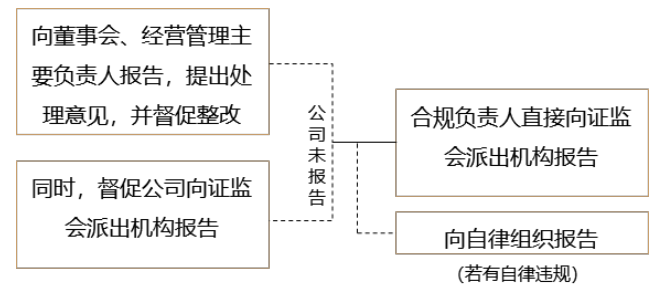 向董事会、经营管理主
要负责人报告，提出处
理意见，并督促整改
同时，督促公司向证监
会派出机构报告
公司未报告
合规负责人直接向证监
会派出机构报告
向自律组织报告
(若有自律违规)